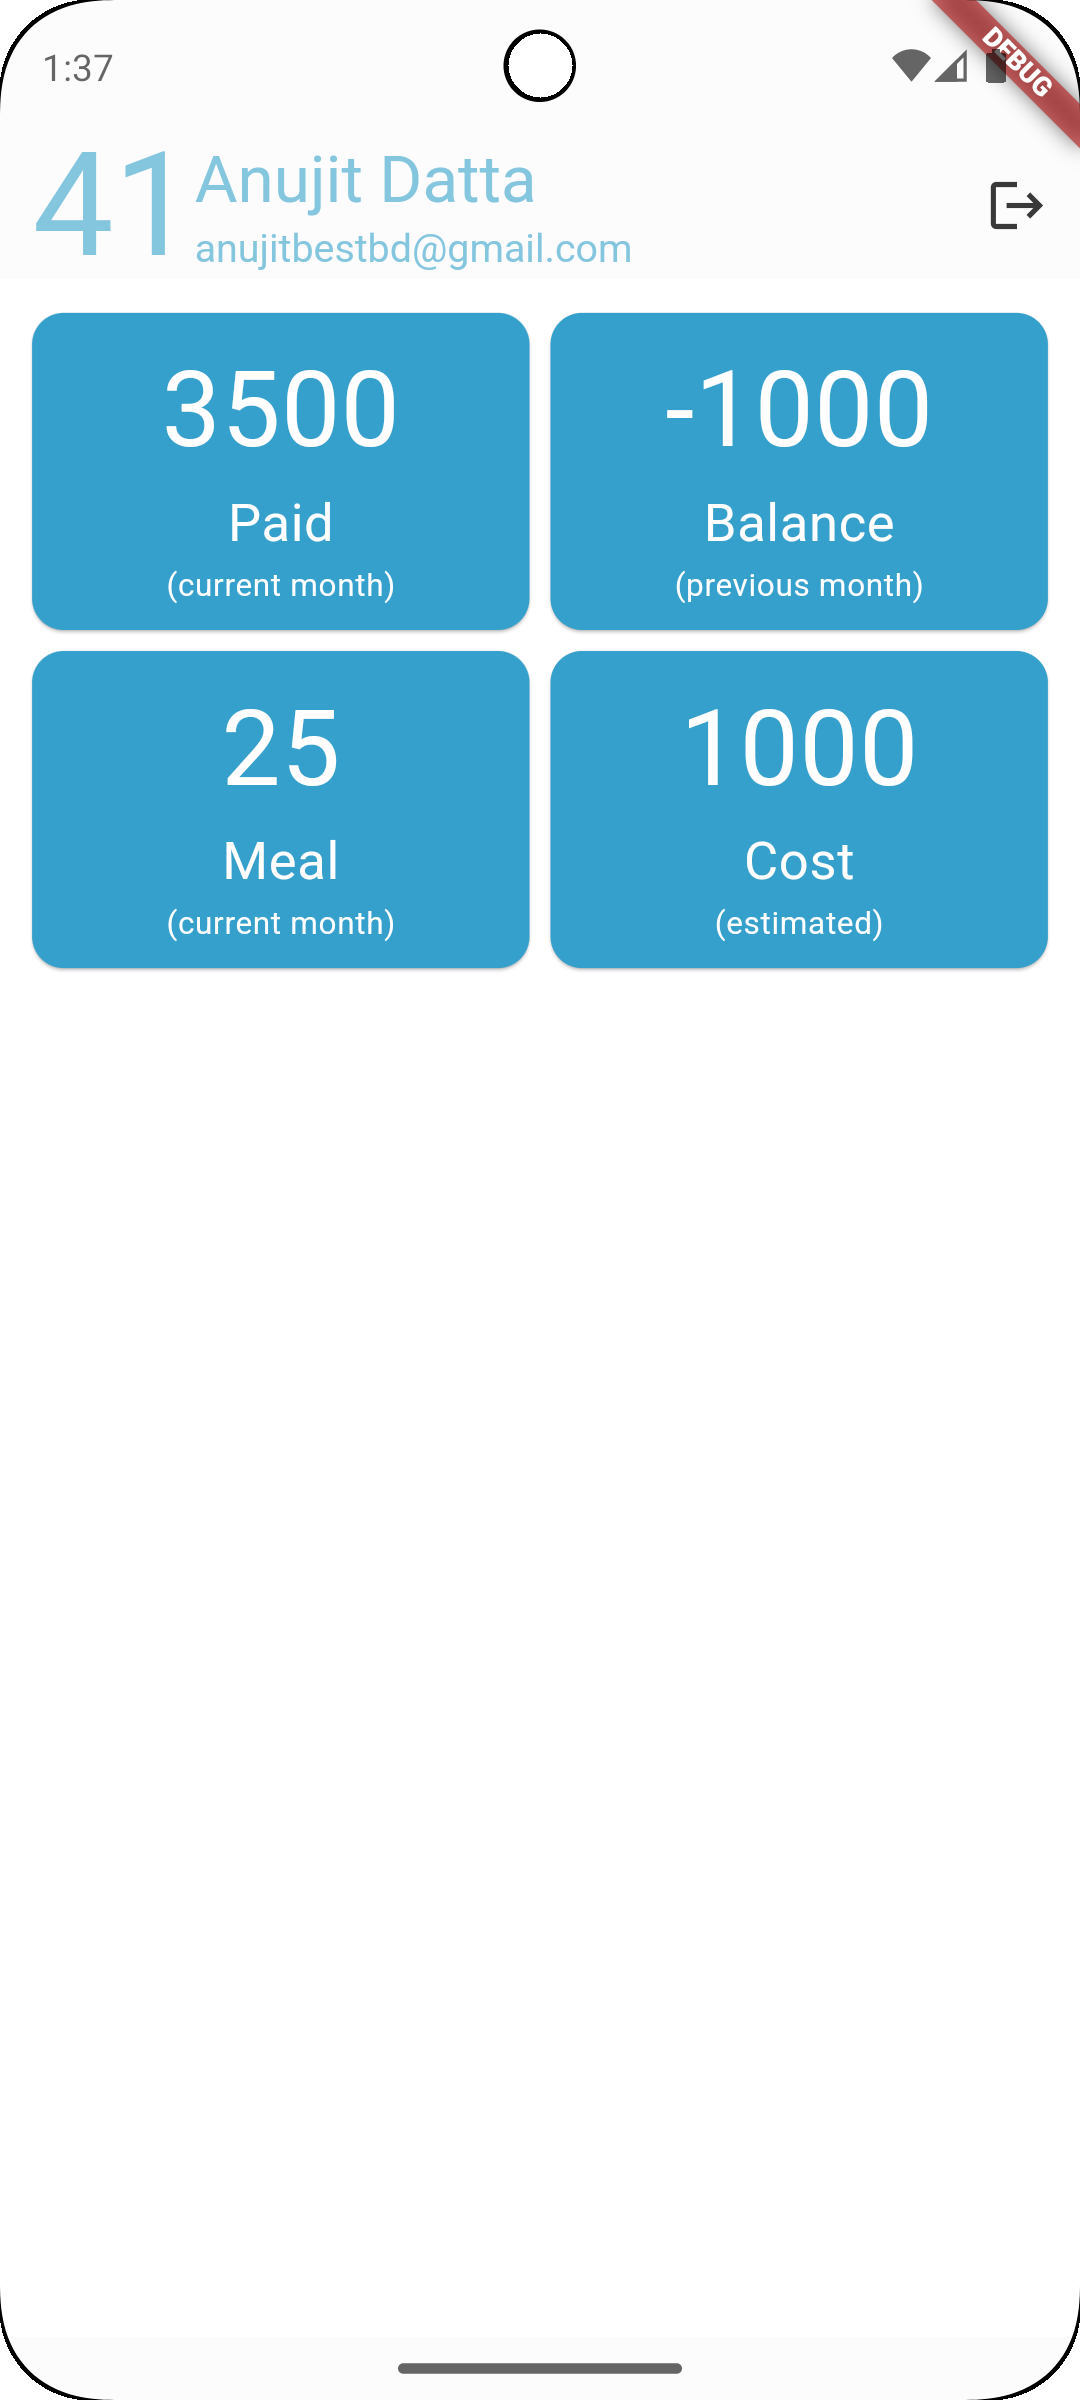 1:37
DEBUG
41
Anujit Datta
anujitbestbd@gmail.com
3500
Paid
(current month)
-1000
Balance
(previous month)
25
Meal
(current month)
1000
Cost
(estimated)